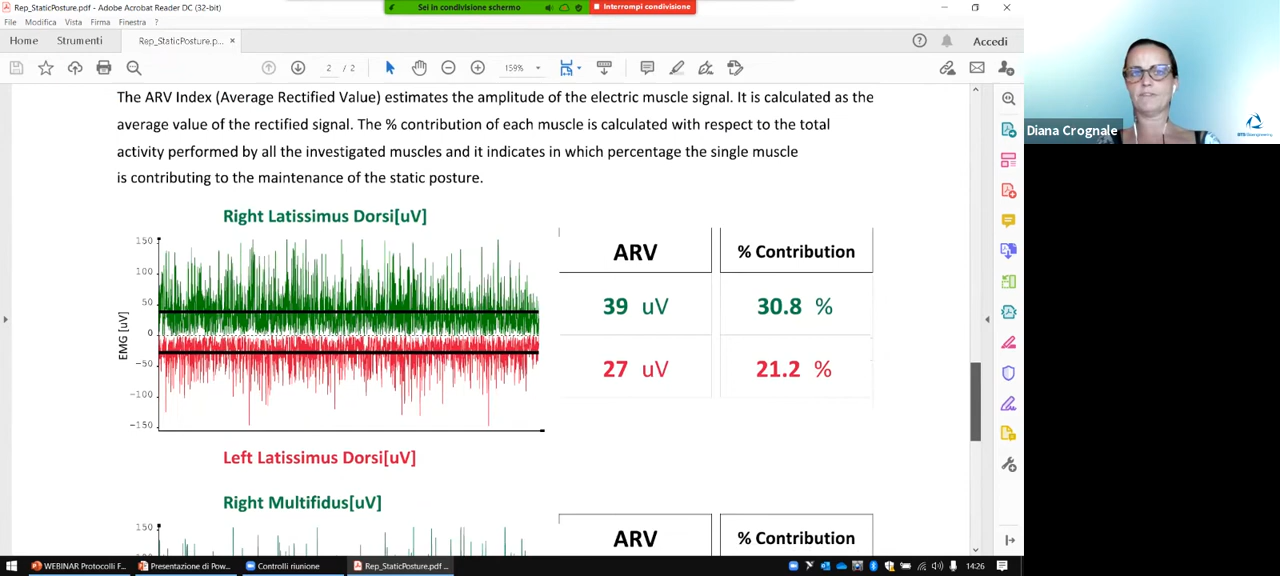 Rep_StaticPosture.pdf - Adobe Acrobat Reader DC (32-bit)
Sei in condivisione schermo
Interrompi condivisione
File Modifica Vista Firma Finestra ?
Home Strumenti Rep_StaticPosture.p... × Accedi
2 / 2 159%
The ARV Index (Average Rectified Value) estimates the amplitude of the electric muscle signal. It is calculated as the
average value of the rectified signal. The % contribution of each muscle is calculated with respect to the total
activity performed by all the investigated muscles and it indicates in which percentage the single muscle
is contributing to the maintenance of the static posture.
Right Latissimus Dorsi[uV]
150
100
50
0
−50
−100
−150
EMG [uV]
ARV % Contribution
39 uV 30.8 %
27 uV 21.2 %
Left Latissimus Dorsi[uV]
Right Multifidus[uV]
150
ARV % Contribution
Diana Crognale
BTS Bioengineering
WEBINAR Protocolli F... Presentazione di Pow... Controlli riunione Rep_StaticPosture.pdf ... 14:26